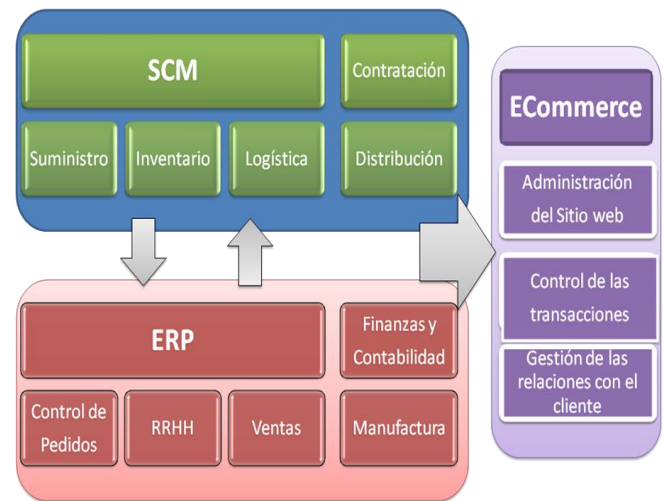 SCM
Contratación
Suministro
Inventario
Logística
Distribución
ERP
Finanzas y
Contabilidad
Control de
Pedidos
RRHH
Ventas
Manufactura
ECommerce
Administración
del Sitio web
Control de las
transacciones
Gestión de las
relaciones con el
cliente